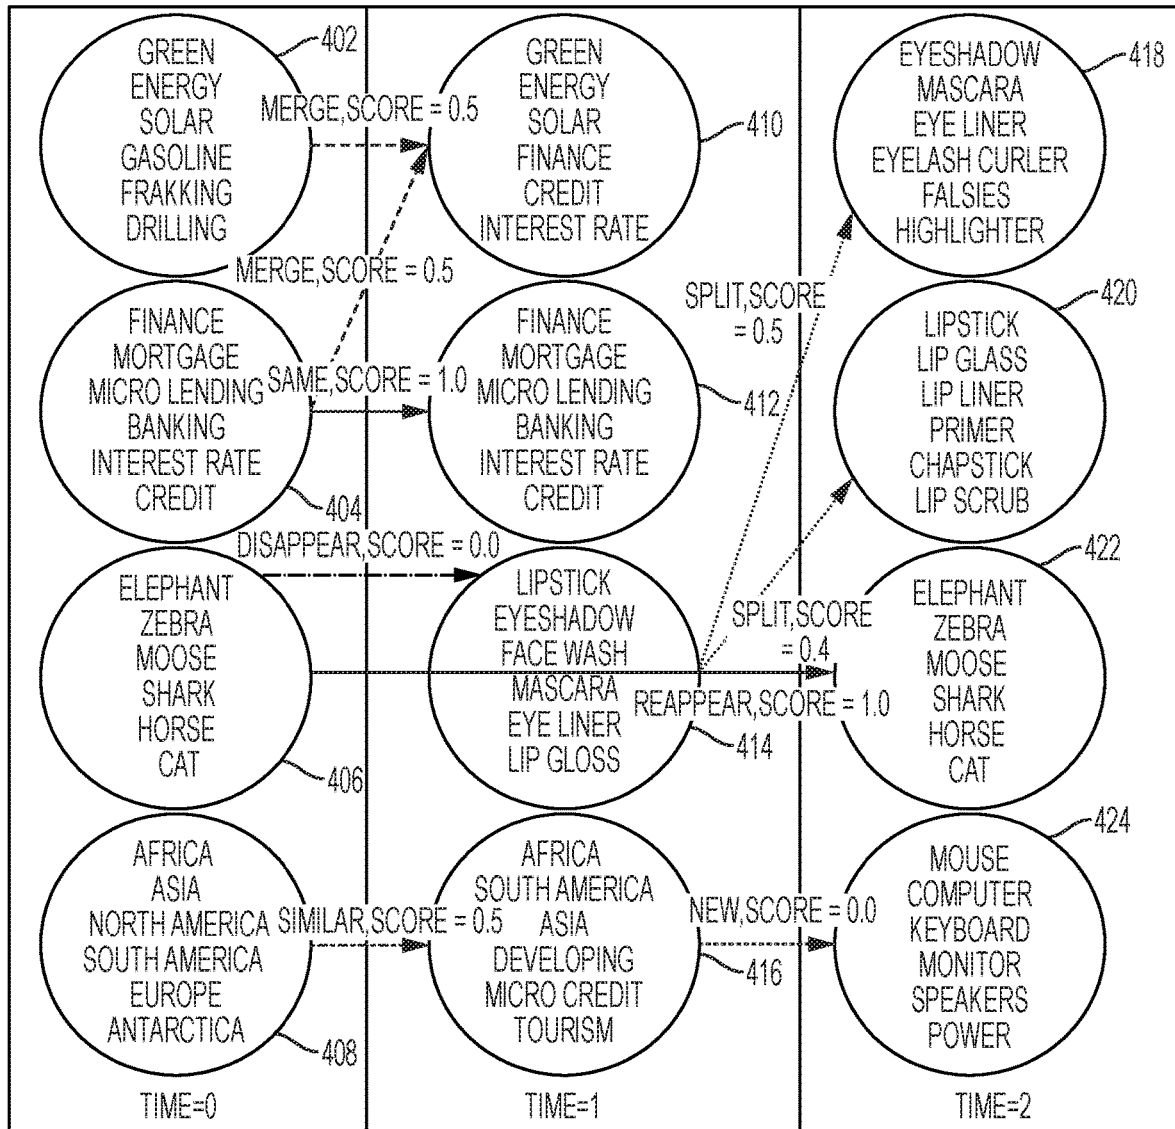 GREEN
ENERGY
SOLAR
GASOLINE
FRAKKING
DRILLING
402
MERGE,SCORE = 0.5
GREEN
ENERGY
SOLAR
FINANCE
CREDIT
INTEREST RATE
410
EYESHADOW
MASCARA
EYE LINER
EYELASH CURLER
FALSIES
HIGHLIGHTER
418
MERGE,SCORE = 0.5
FINANCE
MORTGAGE
MICRO LENDING
BANKING
INTEREST RATE
CREDIT
404
SAME,SCORE = 1.0
FINANCE
MORTGAGE
MICRO LENDING
BANKING
INTEREST RATE
CREDIT
412
SPLIT,SCORE
= 0.5
LIPSTICK
LIP GLASS
LIP LINER
PRIMER
CHAPSTICK
LIP SCRUB
420
DISAPPEAR,SCORE = 0.0
ELEPHANT
ZEBRA
MOOSE
SHARK
HORSE
CAT
406
LIPSTICK
EYESHADOW
FACE WASH
MASCARA
EYE LINER
LIP GLOSS
414
SPLIT,SCORE
= 0.4
REAPPEAR,SCORE = 1.0
ELEPHANT
ZEBRA
MOOSE
SHARK
HORSE
CAT
422
AFRICA
ASIA
NORTH AMERICA
SOUTH AMERICA
EUROPE
ANTARCTICA
408
SIMILAR,SCORE = 0.5
AFRICA
SOUTH AMERICA
ASIA
DEVELOPING
MICRO CREDIT
TOURISM
416
NEW,SCORE = 0.0
MOUSE
COMPUTER
KEYBOARD
MONITOR
SPEAKERS
POWER
424
TIME=0
TIME=1
TIME=2